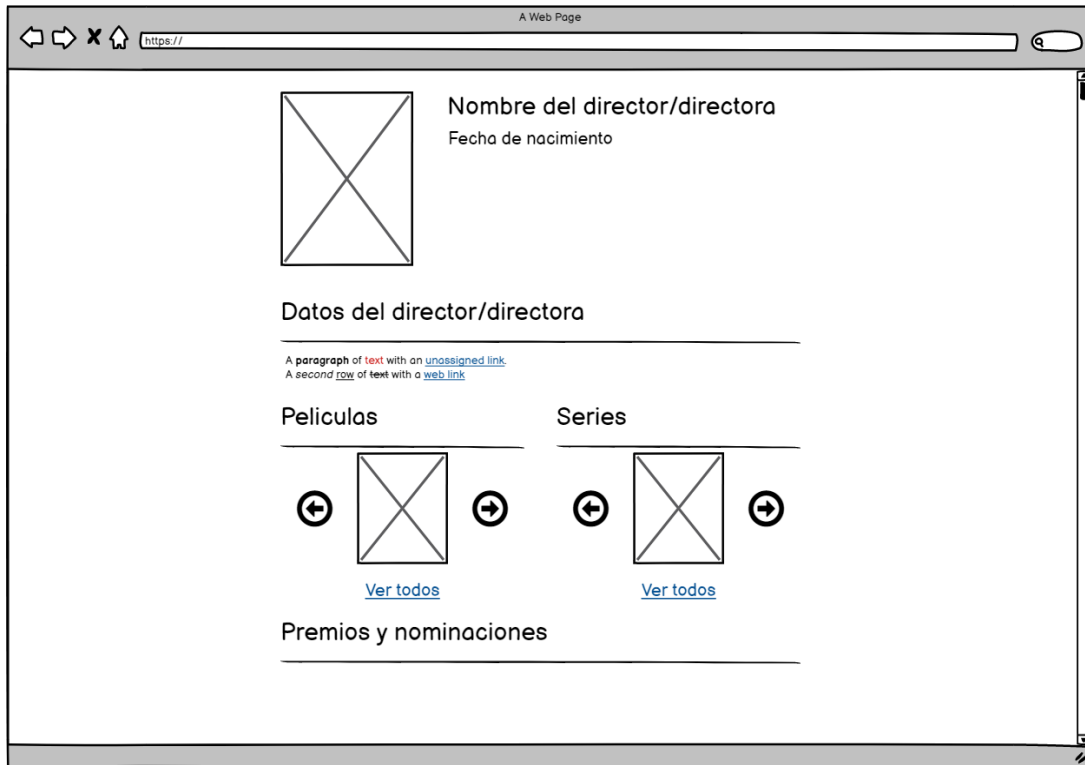 A Web Page
https://
Nombre del director/directora
Fecha de nacimiento
Datos del director/directora
A paragraph of text with an unassigned link.
A second row of text with a web link
Peliculas
Series
Ver todos
Ver todos
Premios y nominaciones